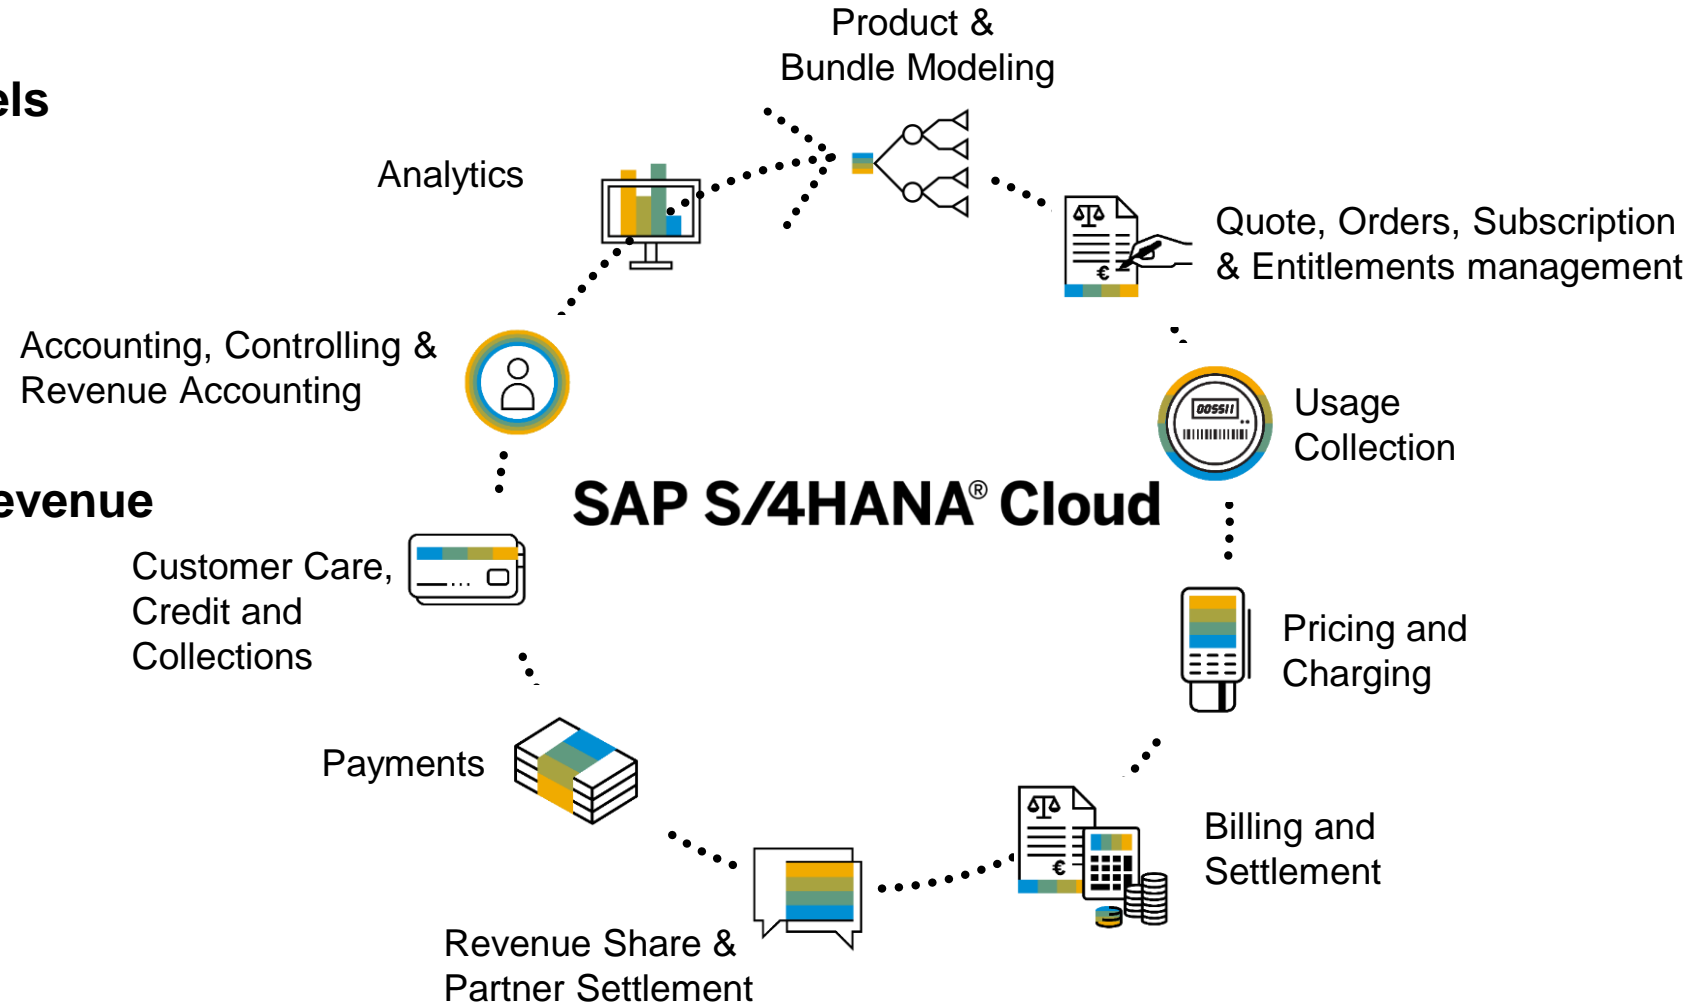 Product &
Bundle Modeling
els
Analytics
Quote, Orders, Subscription
& Entitlements management
Accounting, Controlling &
Revenue Accounting
Usage
Collection
005511
evenue
SAP S/4HANA® Cloud
Customer Care,
Credit and
Collections
Pricing and
Charging
Payments
Billing and
Settlement
€
€
Revenue Share &
Partner Settlement